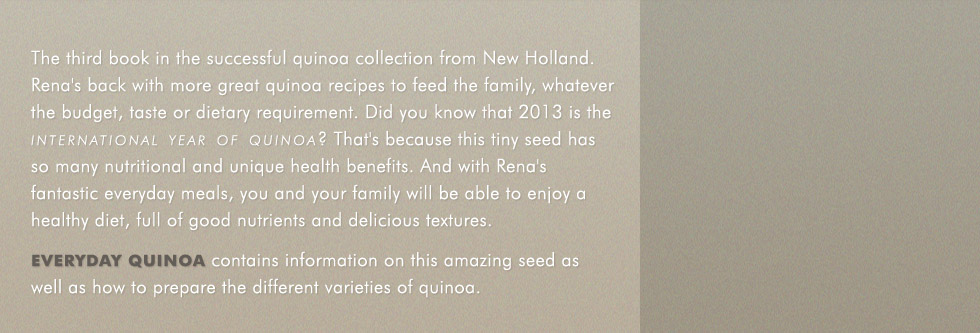 The third book in the successful quinoa collection from New Holland.
Rena's back with more great quinoa recipes to feed the family, whatever
the budget, taste or dietary requirement. Did you know that 2013 is the
INTERNATIONAL YEAR OF QUINOA? That's because this tiny seed has
so many nutritional and unique health benefits. And with Rena's
fantastic everyday meals, you and your family will be able to enjoy a
healthy diet, full of good nutrients and delicious textures.
EVERYDAY QUINOA contains information on this amazing seed as
well as how to prepare the different varieties of quinoa.